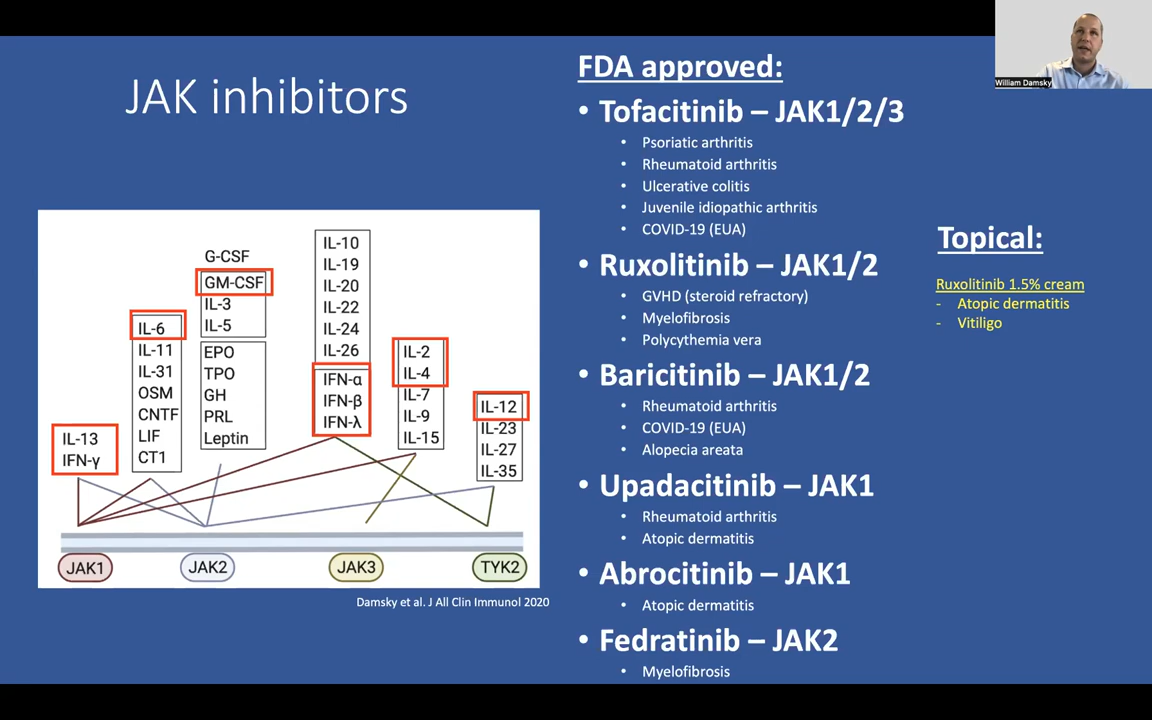 JAK inhibitors
IL-13
IFN-γ
IL-6
IL-11
IL-31
OSM
CNTF
LIF
CT1
G-CSF
GM-CSF
IL-3
IL-5
EPO
TPO
GH
PRL
Leptin
IL-10
IL-19
IL-20
IL-22
IL-24
IL-26
IFN-α
IFN-β
IFN-λ
IL-2
IL-4
IL-7
IL-9
IL-15
IL-12
IL-23
IL-27
IL-35
JAK1
JAK2
JAK3
TYK2
Damsky et al. J All Clin Immunol 2020
FDA approved:
• Tofacitinib – JAK1/2/3
• Psoriatic arthritis
• Rheumatoid arthritis
• Ulcerative colitis
• Juvenile idiopathic arthritis
• COVID-19 (EUA)
• Ruxolitinib – JAK1/2
• GVHD (steroid refractory)
• Myelofibrosis
• Polycythemia vera
• Baricitinib – JAK1/2
• Rheumatoid arthritis
• COVID-19 (EUA)
• Alopecia areata
• Upadacitinib – JAK1
• Rheumatoid arthritis
• Atopic dermatitis
• Abrocitinib – JAK1
• Atopic dermatitis
• Fedratinib – JAK2
• Myelofibrosis
Topical:
Ruxolitinib 1.5% cream
- Atopic dermatitis
- Vitiligo
William Damsky